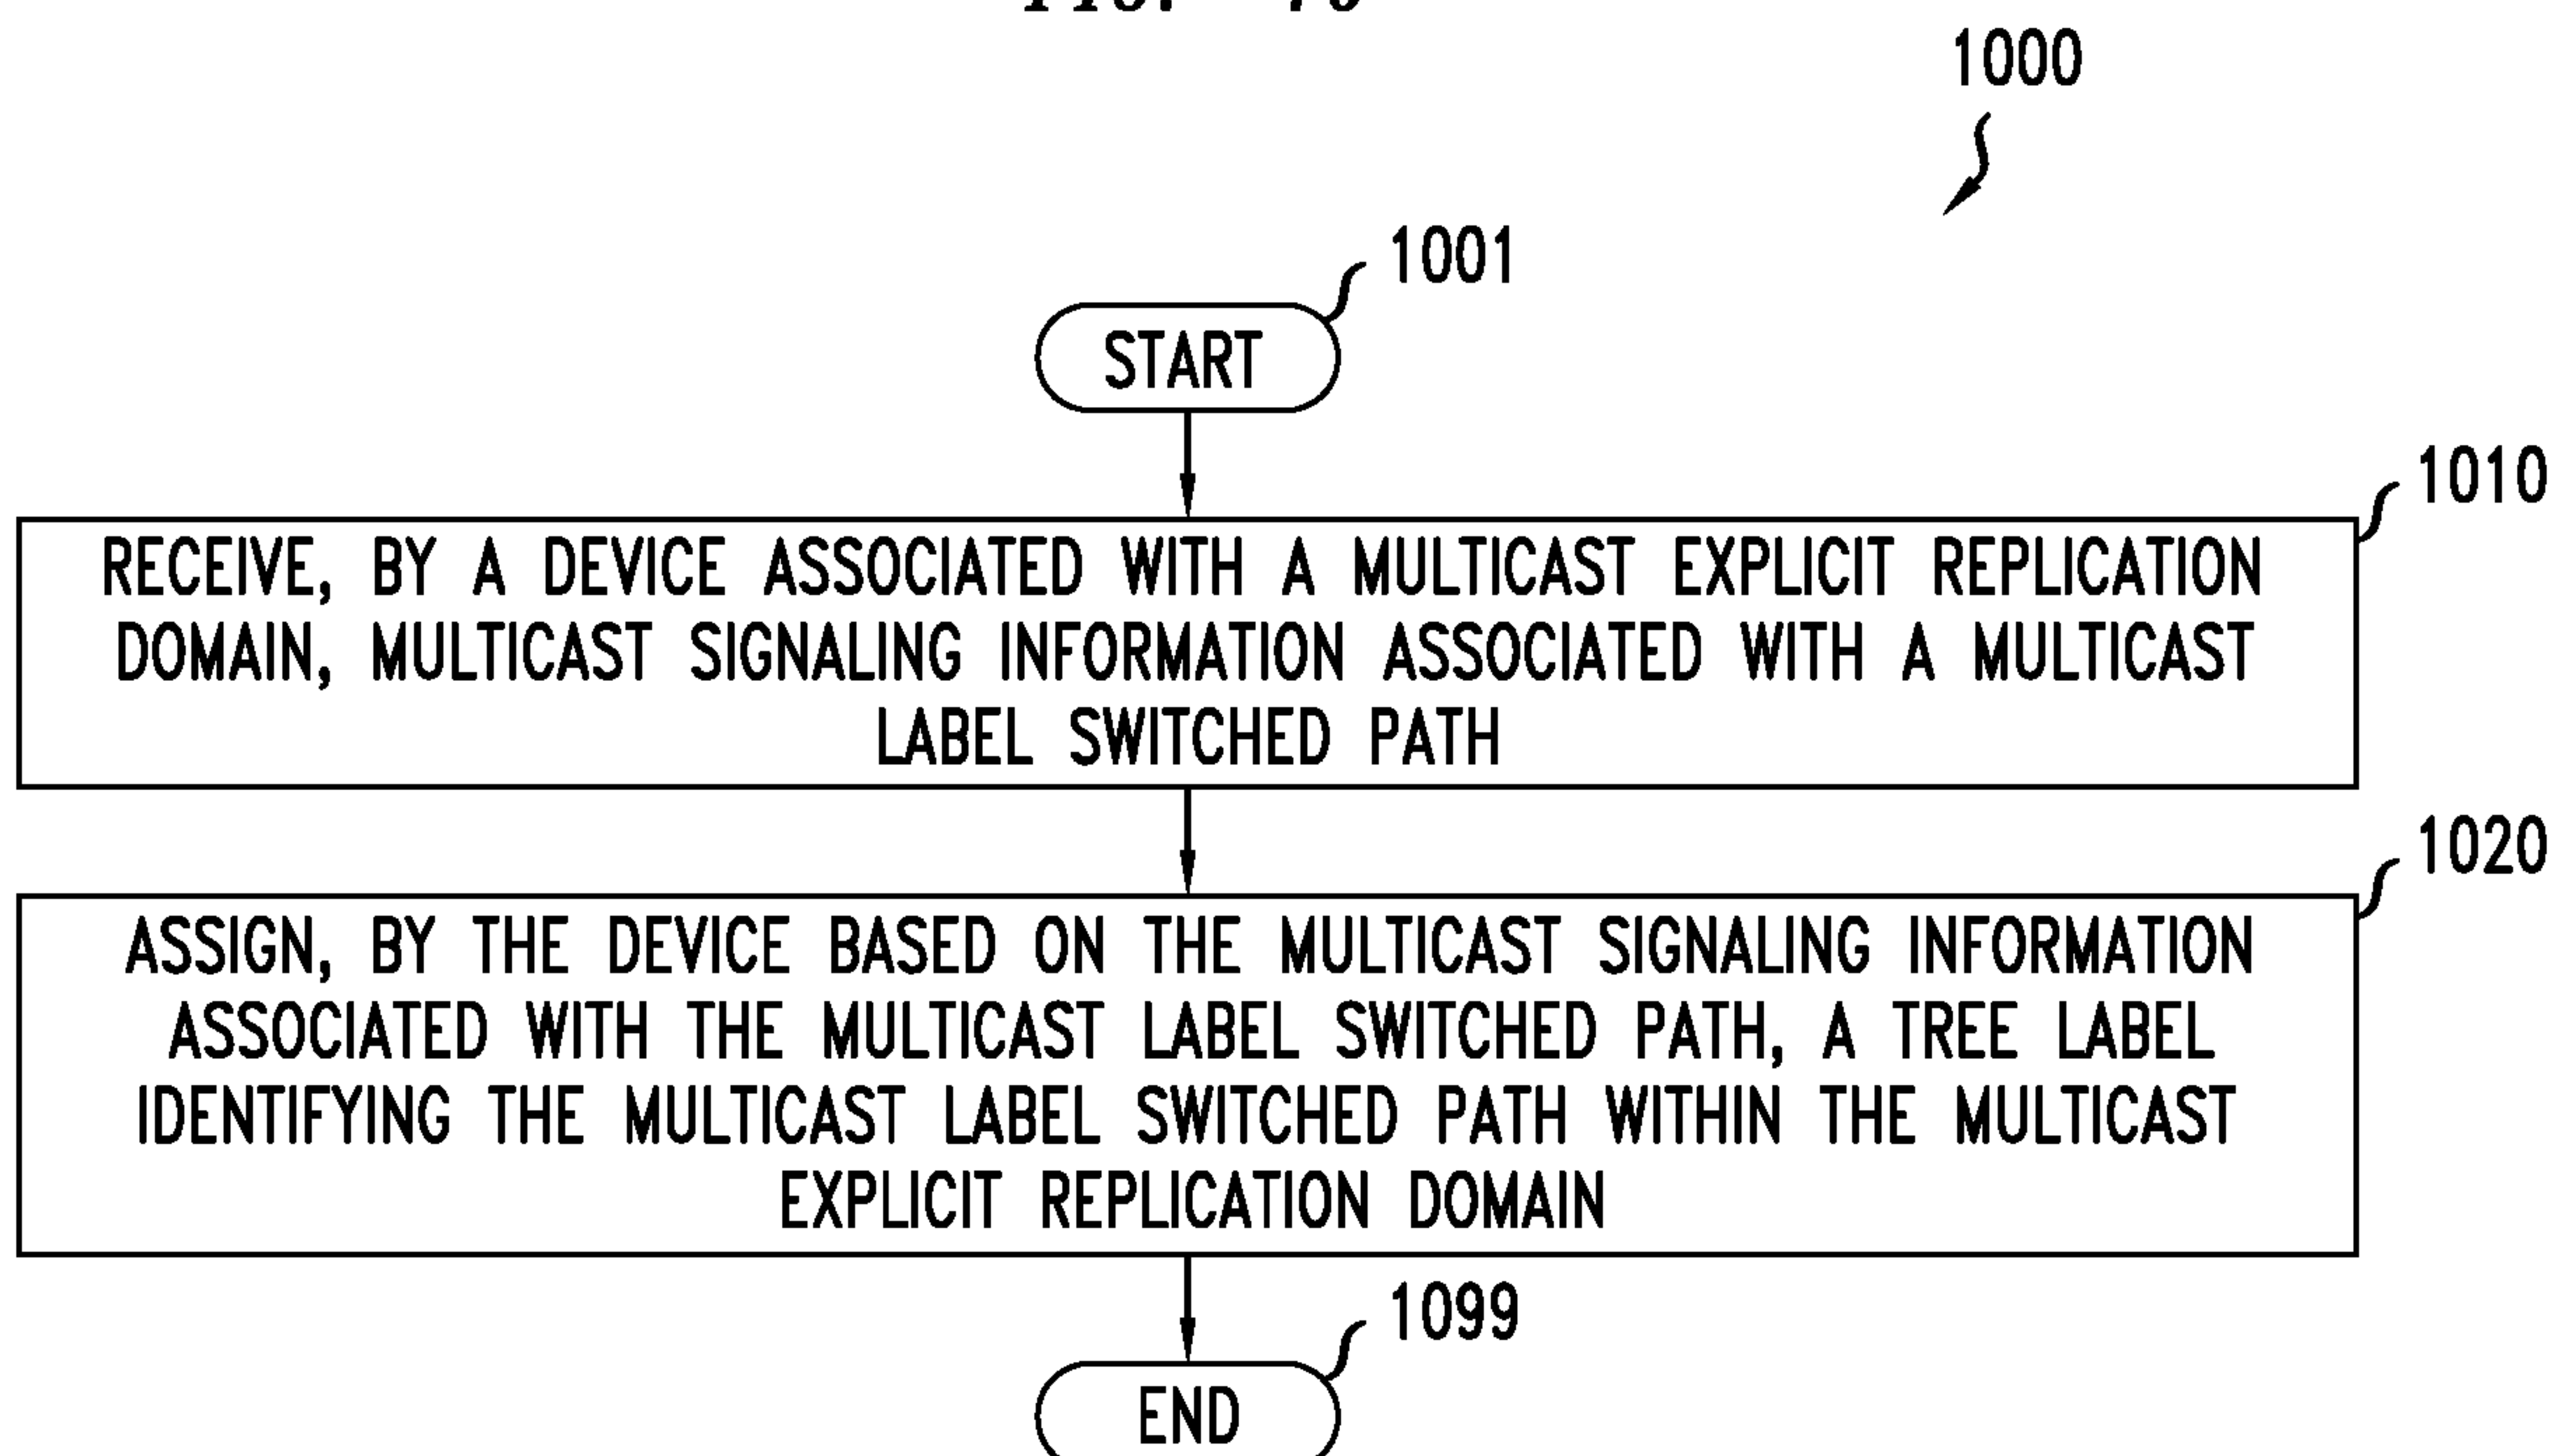 1000
1001
START
1010
RECEIVE, BY A DEVICE ASSOCIATED WITH A MULTICAST EXPLICIT REPLICATION
DOMAIN, MULTICAST SIGNALING INFORMATION ASSOCIATED WITH A MULTICAST
LABEL SWITCHED PATH
1020
ASSIGN, BY THE DEVICE BASED ON THE MULTICAST SIGNALING INFORMATION
ASSOCIATED WITH THE MULTICAST LABEL SWITCHED PATH, A TREE LABEL
IDENTIFYING THE MULTICAST LABEL SWITCHED PATH WITHIN THE MULTICAST
EXPLICIT REPLICATION DOMAIN
1099
END